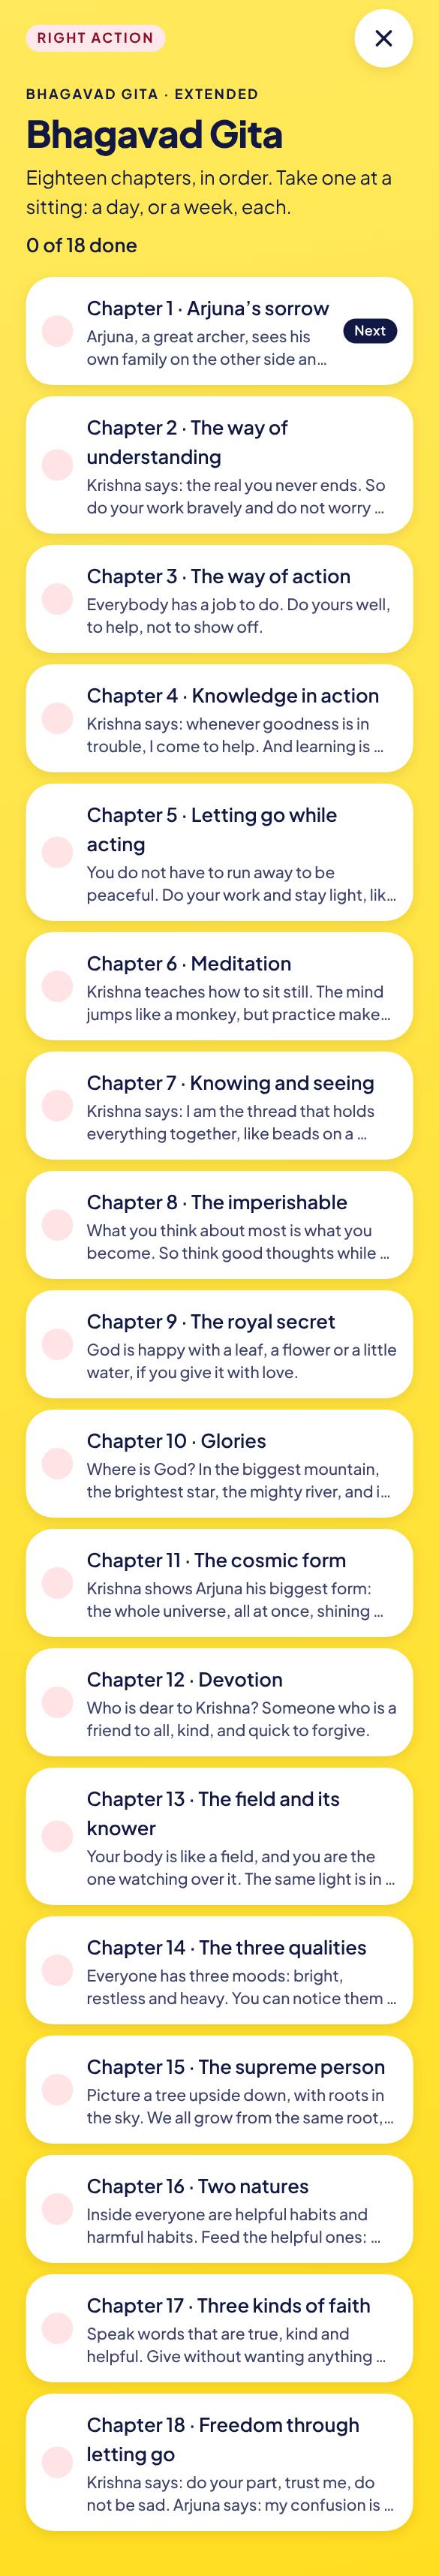 RIGHT ACTION
BHAGAVAD GITA · EXTENDED
Bhagavad Gita
Eighteen chapters, in order. Take one at a
sitting: a day, or a week, each.
0 of 18 done
Chapter 1 · Arjuna’s sorrow
Arjuna, a great archer, sees his
own family on the other side an...
Next
Chapter 2 · The way of
understanding
Krishna says: the real you never ends. So
do your work bravely and do not worry ...
Chapter 3 · The way of action
Everybody has a job to do. Do yours well,
to help, not to show off.
Chapter 4 · Knowledge in action
Krishna says: whenever goodness is in
trouble, I come to help. And learning is ...
Chapter 5 · Letting go while
acting
You do not have to run away to be
peaceful. Do your work and stay light, lik...
Chapter 6 · Meditation
Krishna teaches how to sit still. The mind
jumps like a monkey, but practice make...
Chapter 7 · Knowing and seeing
Krishna says: I am the thread that holds
everything together, like beads on a ...
Chapter 8 · The imperishable
What you think about most is what you
become. So think good thoughts while ...
Chapter 9 · The royal secret
God is happy with a leaf, a flower or a little
water, if you give it with love.
Chapter 10 · Glories
Where is God? In the biggest mountain,
the brightest star, the mighty river, and i...
Chapter 11 · The cosmic form
Krishna shows Arjuna his biggest form:
the whole universe, all at once, shining ...
Chapter 12 · Devotion
Who is dear to Krishna? Someone who is a
friend to all, kind, and quick to forgive.
Chapter 13 · The field and its
knower
Your body is like a field, and you are the
one watching over it. The same light is in ...
Chapter 14 · The three qualities
Everyone has three moods: bright,
restless and heavy. You can notice them ...
Chapter 15 · The supreme person
Picture a tree upside down, with roots in
the sky. We all grow from the same root,...
Chapter 16 · Two natures
Inside everyone are helpful habits and
harmful habits. Feed the helpful ones: ...
Chapter 17 · Three kinds of faith
Speak words that are true, kind and
helpful. Give without wanting anything ...
Chapter 18 · Freedom through
letting go
Krishna says: do your part, trust me, do
not be sad. Arjuna says: my confusion is ...